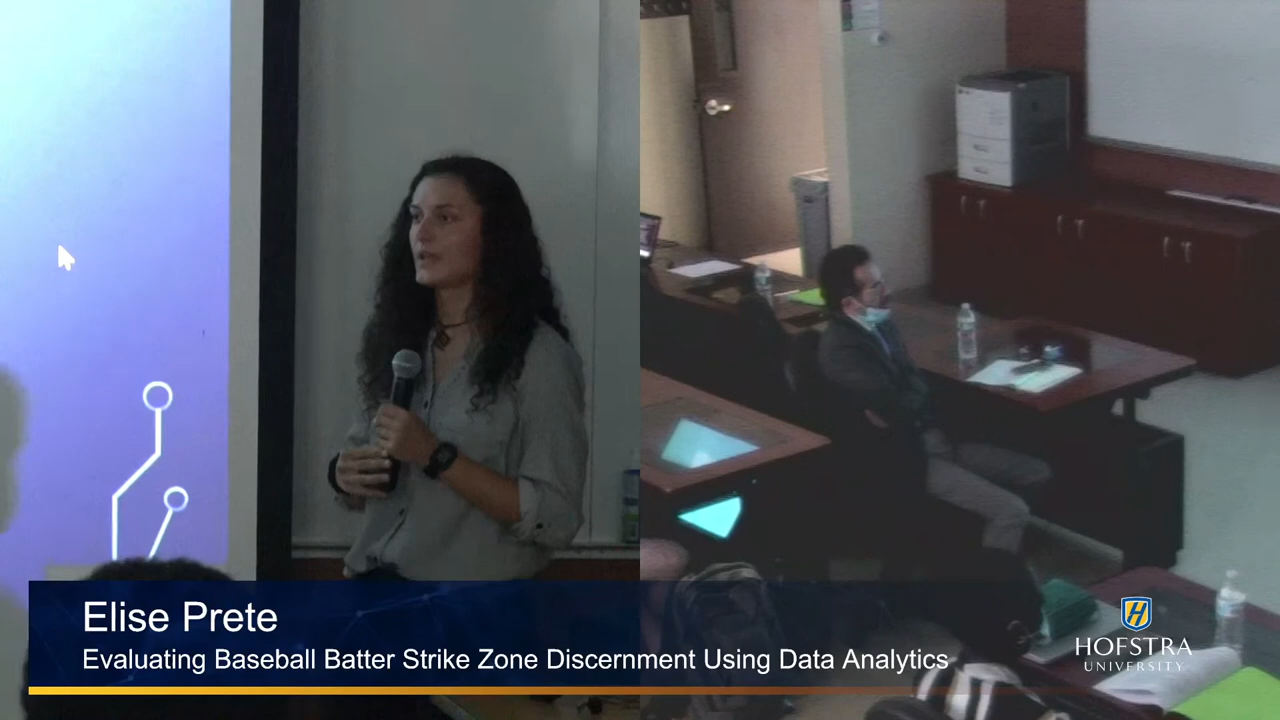 Elise Prete
Evaluating Baseball Batter Strike Zone Discernment Using Data Analytics
HOFSTRA
UNIVERSITY